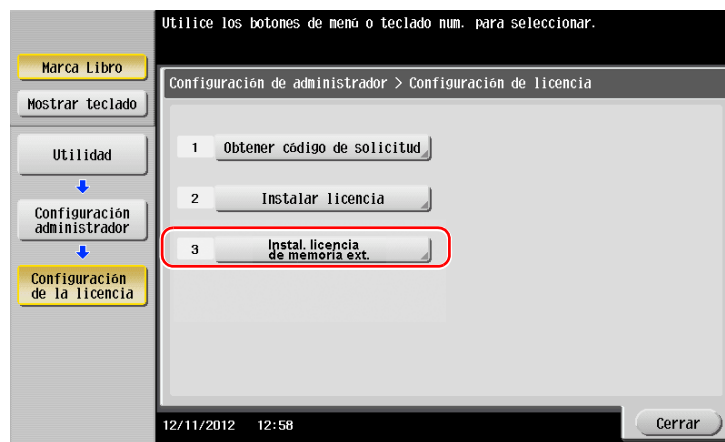 Utilice los botones de menú o teclado num. para seleccionar.
Marca Libro
Mostrar teclado
Utilidad
Configuración
administrador
Configuración
de la licencia
Configuración de administrador > Configuración de licencia
1 Obtener código de solicitud
2 Instalar licencia
3 Instal. licencia
de memoria ext.
12/11/2012 12:58
Cerrar